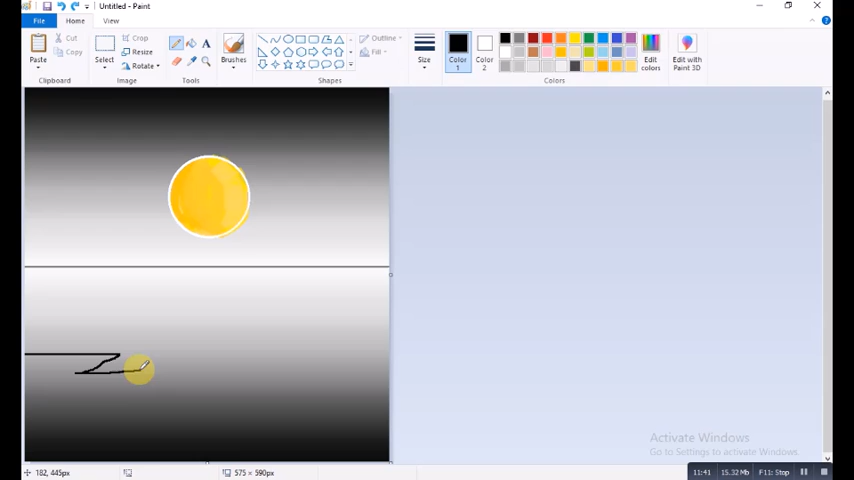 Untitled - Paint
File Home View
Paste
Cut
Copy
Clipboard
Select
Crop
Resize
Rotate
Image
Tools
Brushes
Outline
Fill
Shapes
Size
Color 1
Color 2
Edit colors
Edit with Paint 3D
Colors
Activate Windows
Go to Settings to activate Windows.
182, 445px 575 × 590px 11:41 15.32 Mb F11: Stop